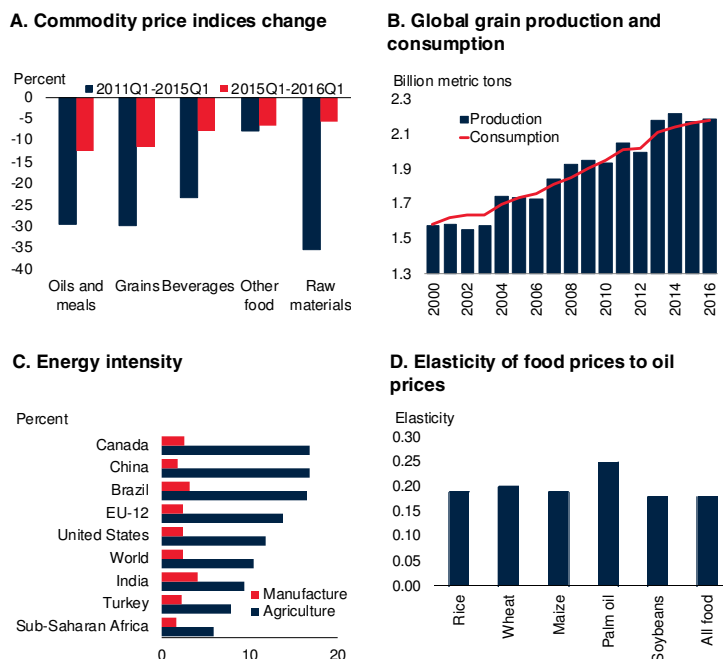 A. Commodity price indices change
Percent
2011Q1-2015Q1
2015Q1-2016Q1
0
-5
-10
-15
-20
-25
-30
-35
-40
Oils and
meals
Grains
Beverages
Other
food
Raw
materials
B. Global grain production and
consumption
Billion metric tons
2.3
2.1
1.9
1.7
1.5
1.3
Production
Consumption
2000
2002
2004
2006
2008
2010
2012
2014
2016
C. Energy intensity
Percent
Canada
China
Brazil
EU-12
United States
World
India
Turkey
Sub-Saharan Africa
Manufacture
Agriculture
0
10
20
D. Elasticity of food prices to oil
prices
Elasticity
0.30
0.25
0.20
0.15
0.10
0.05
0.00
Rice
Wheat
Maize
Palm oil
Soybeans
All food